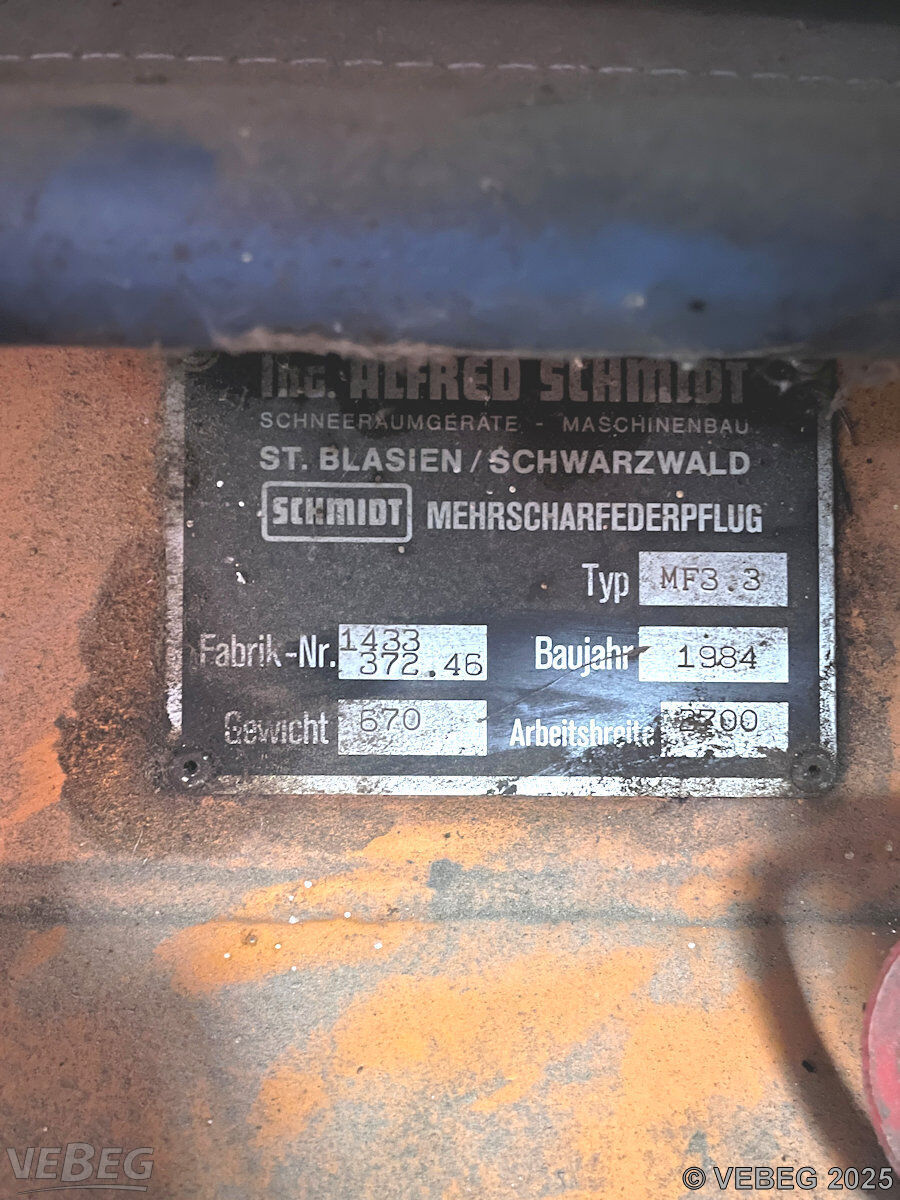 Ing. ALFRED SCHMIDT
SCHNEERÄUMGERÄTE - MASCHINENBAU
ST. BLASIEN / SCHWARZWALD
SCHMIDT MEHRSCHARFEDERPFLUG
Typ MF3.3
Fabrik-Nr. 1433 372.46 Baujahr 1984
Gewicht 670 Arbeitsbreite
VEBEG © VEBEG 2025